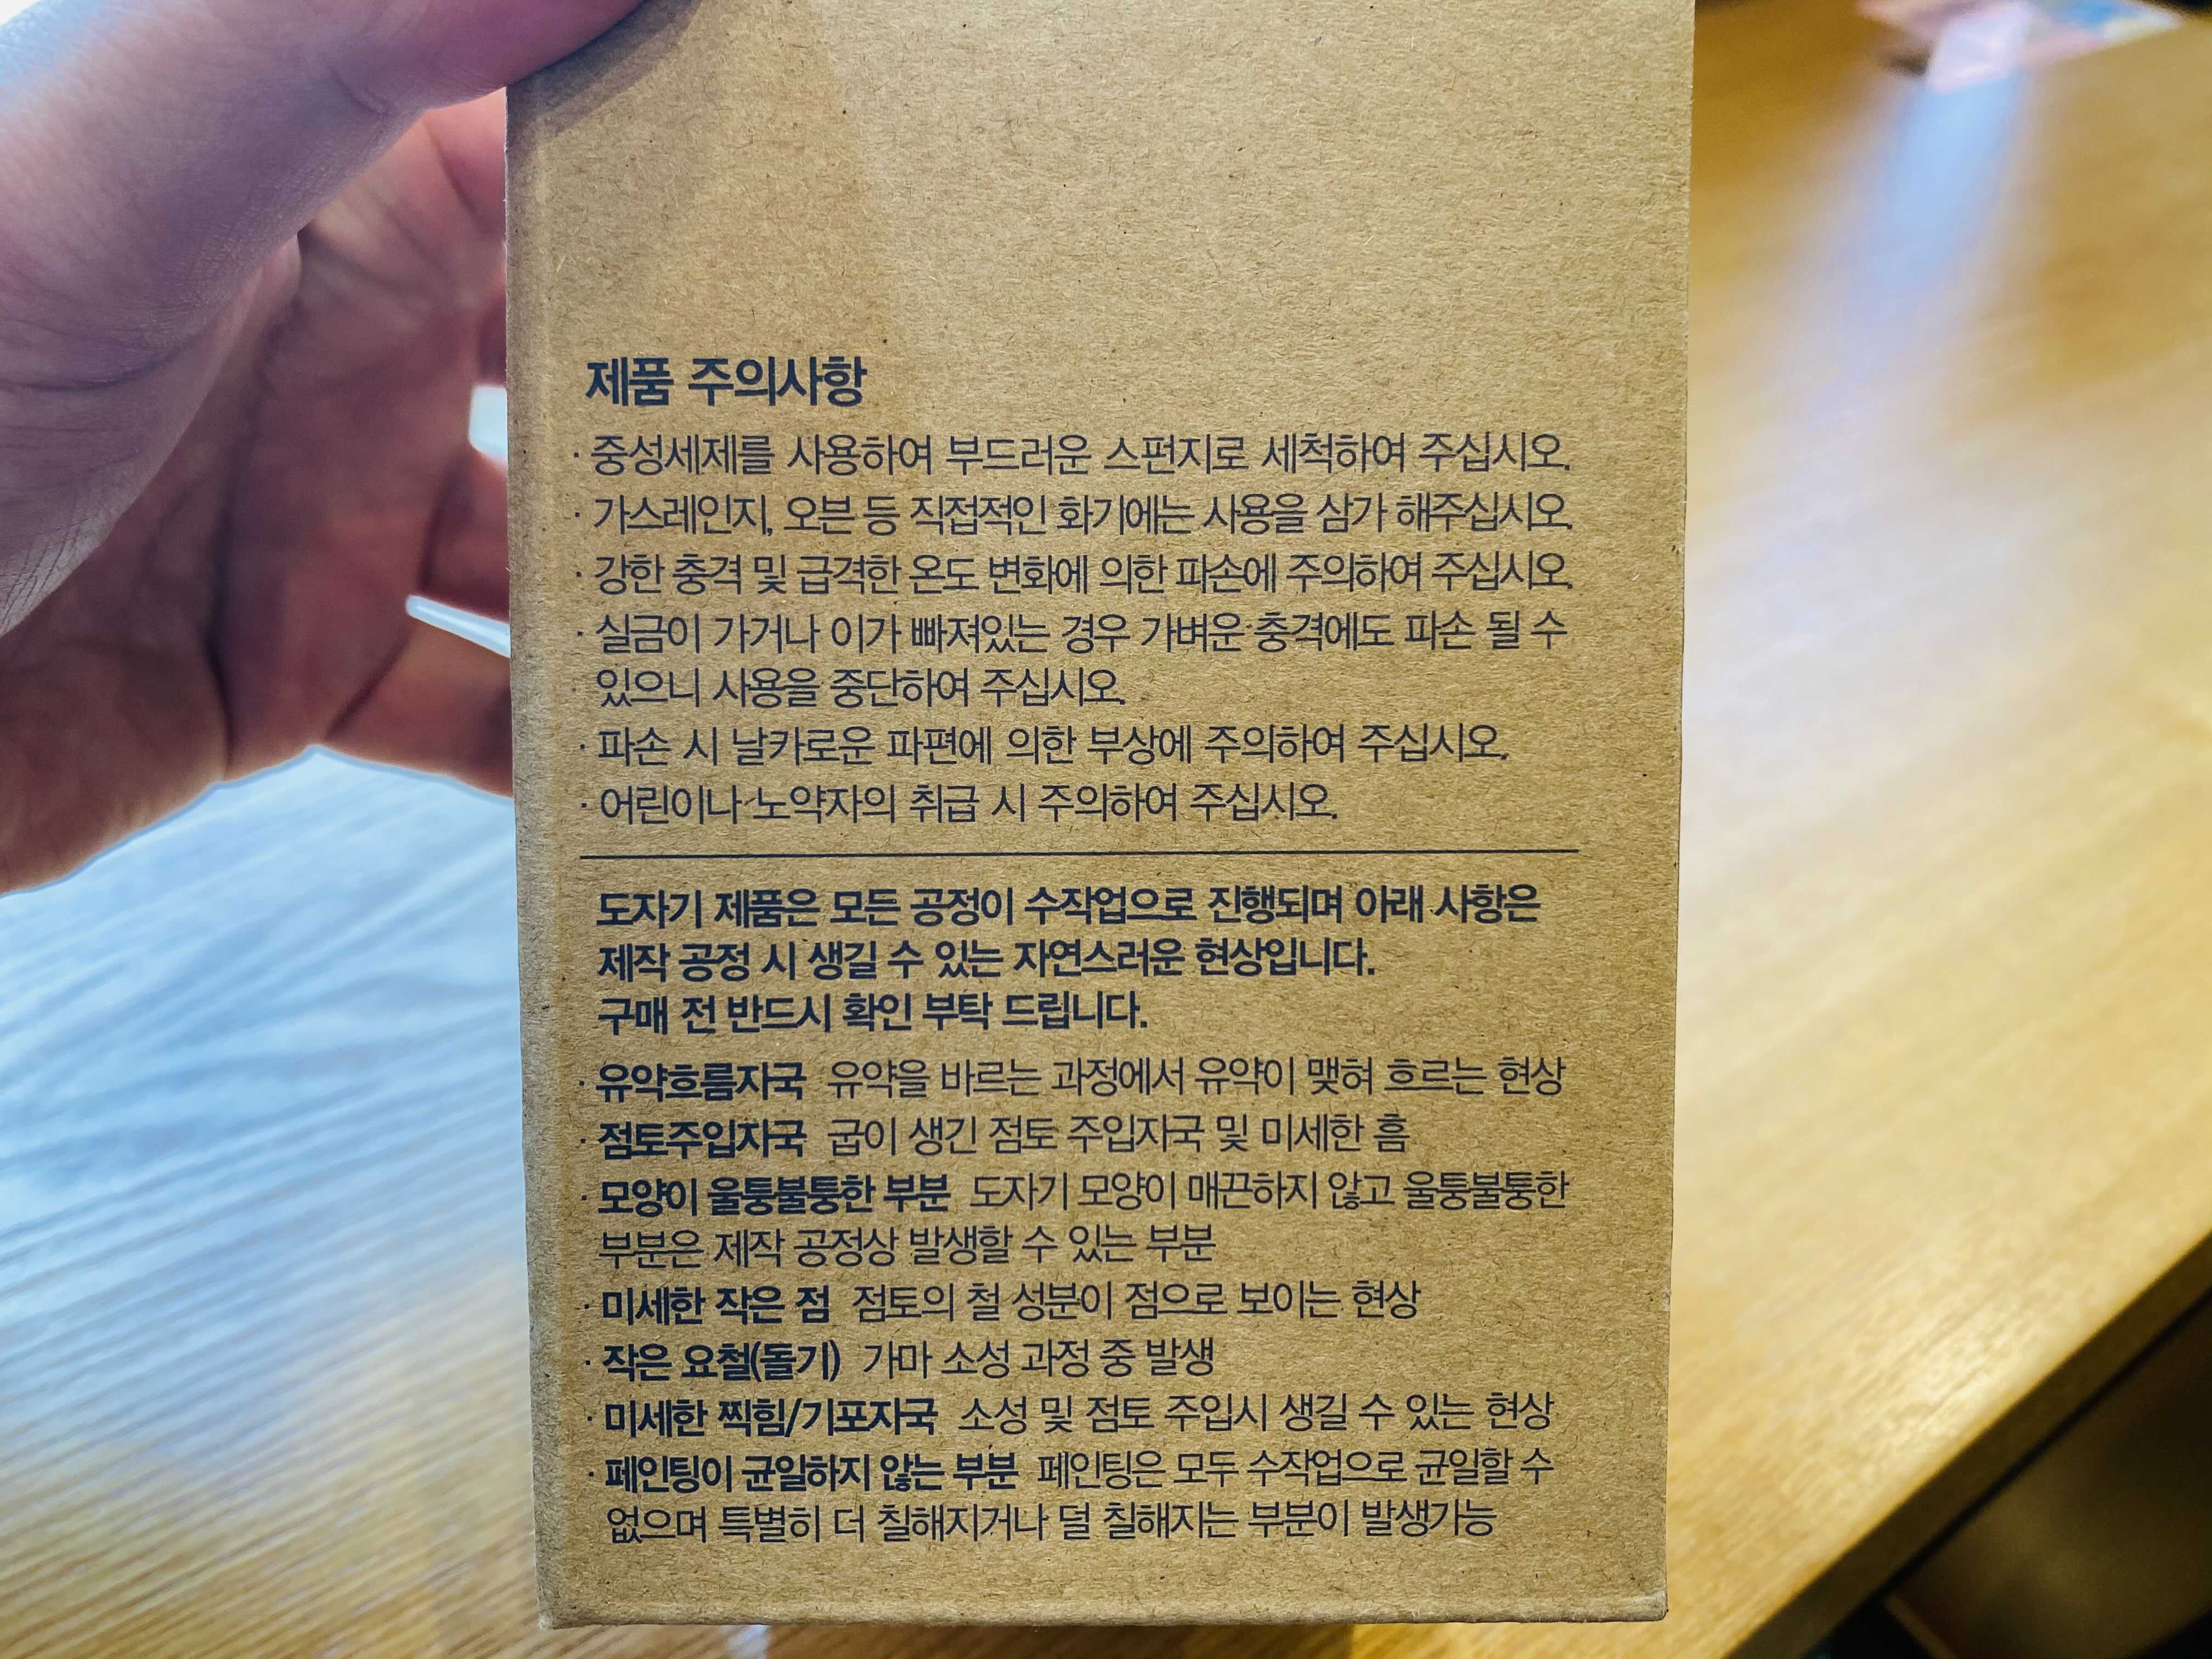 제품 주의사항
· 중성세제를 사용하여 부드러운 스펀지로 세척하여 주십시오.
· 가스레인지, 오븐 등 직접적인 화기에는 사용을 삼가 해주십시오.
· 강한 충격 및 급격한 온도 변화에 의한 파손에 주의하여 주십시오.
· 실금이 가거나 이가 빠져있는 경우 가벼운 충격에도 파손 될 수
있으니 사용을 중단하여 주십시오.
· 파손 시 날카로운 파편에 의한 부상에 주의하여 주십시오.
· 어린이나 노약자의 취급 시 주의하여 주십시오.
도자기 제품은 모든 공정이 수작업으로 진행되며 아래 사항은
제작 공정 시 생길 수 있는 자연스러운 현상입니다.
구매 전 반드시 확인 부탁 드립니다.
· 유약흐름자국 유약을 바르는 과정에서 유약이 맺혀 흐르는 현상
· 점토주입자국 굽이 생긴 점토 주입자국 및 미세한 흠
· 모양이 울퉁불퉁한 부분 도자기 모양이 매끈하지 않고 울퉁불퉁한
부분은 제작 공정상 발생할 수 있는 부분
· 미세한 작은 점 점토의 철 성분이 점으로 보이는 현상
· 작은 요철(돌기) 가마 소성 과정 중 발생
· 미세한 찍힘/기포자국 소성 및 점토 주입시 생길 수 있는 현상
· 페인팅이 균일하지 않는 부분 페인팅은 모두 수작업으로 균일할 수
없으며 특별히 더 칠해지거나 덜 칠해지는 부분이 발생가능